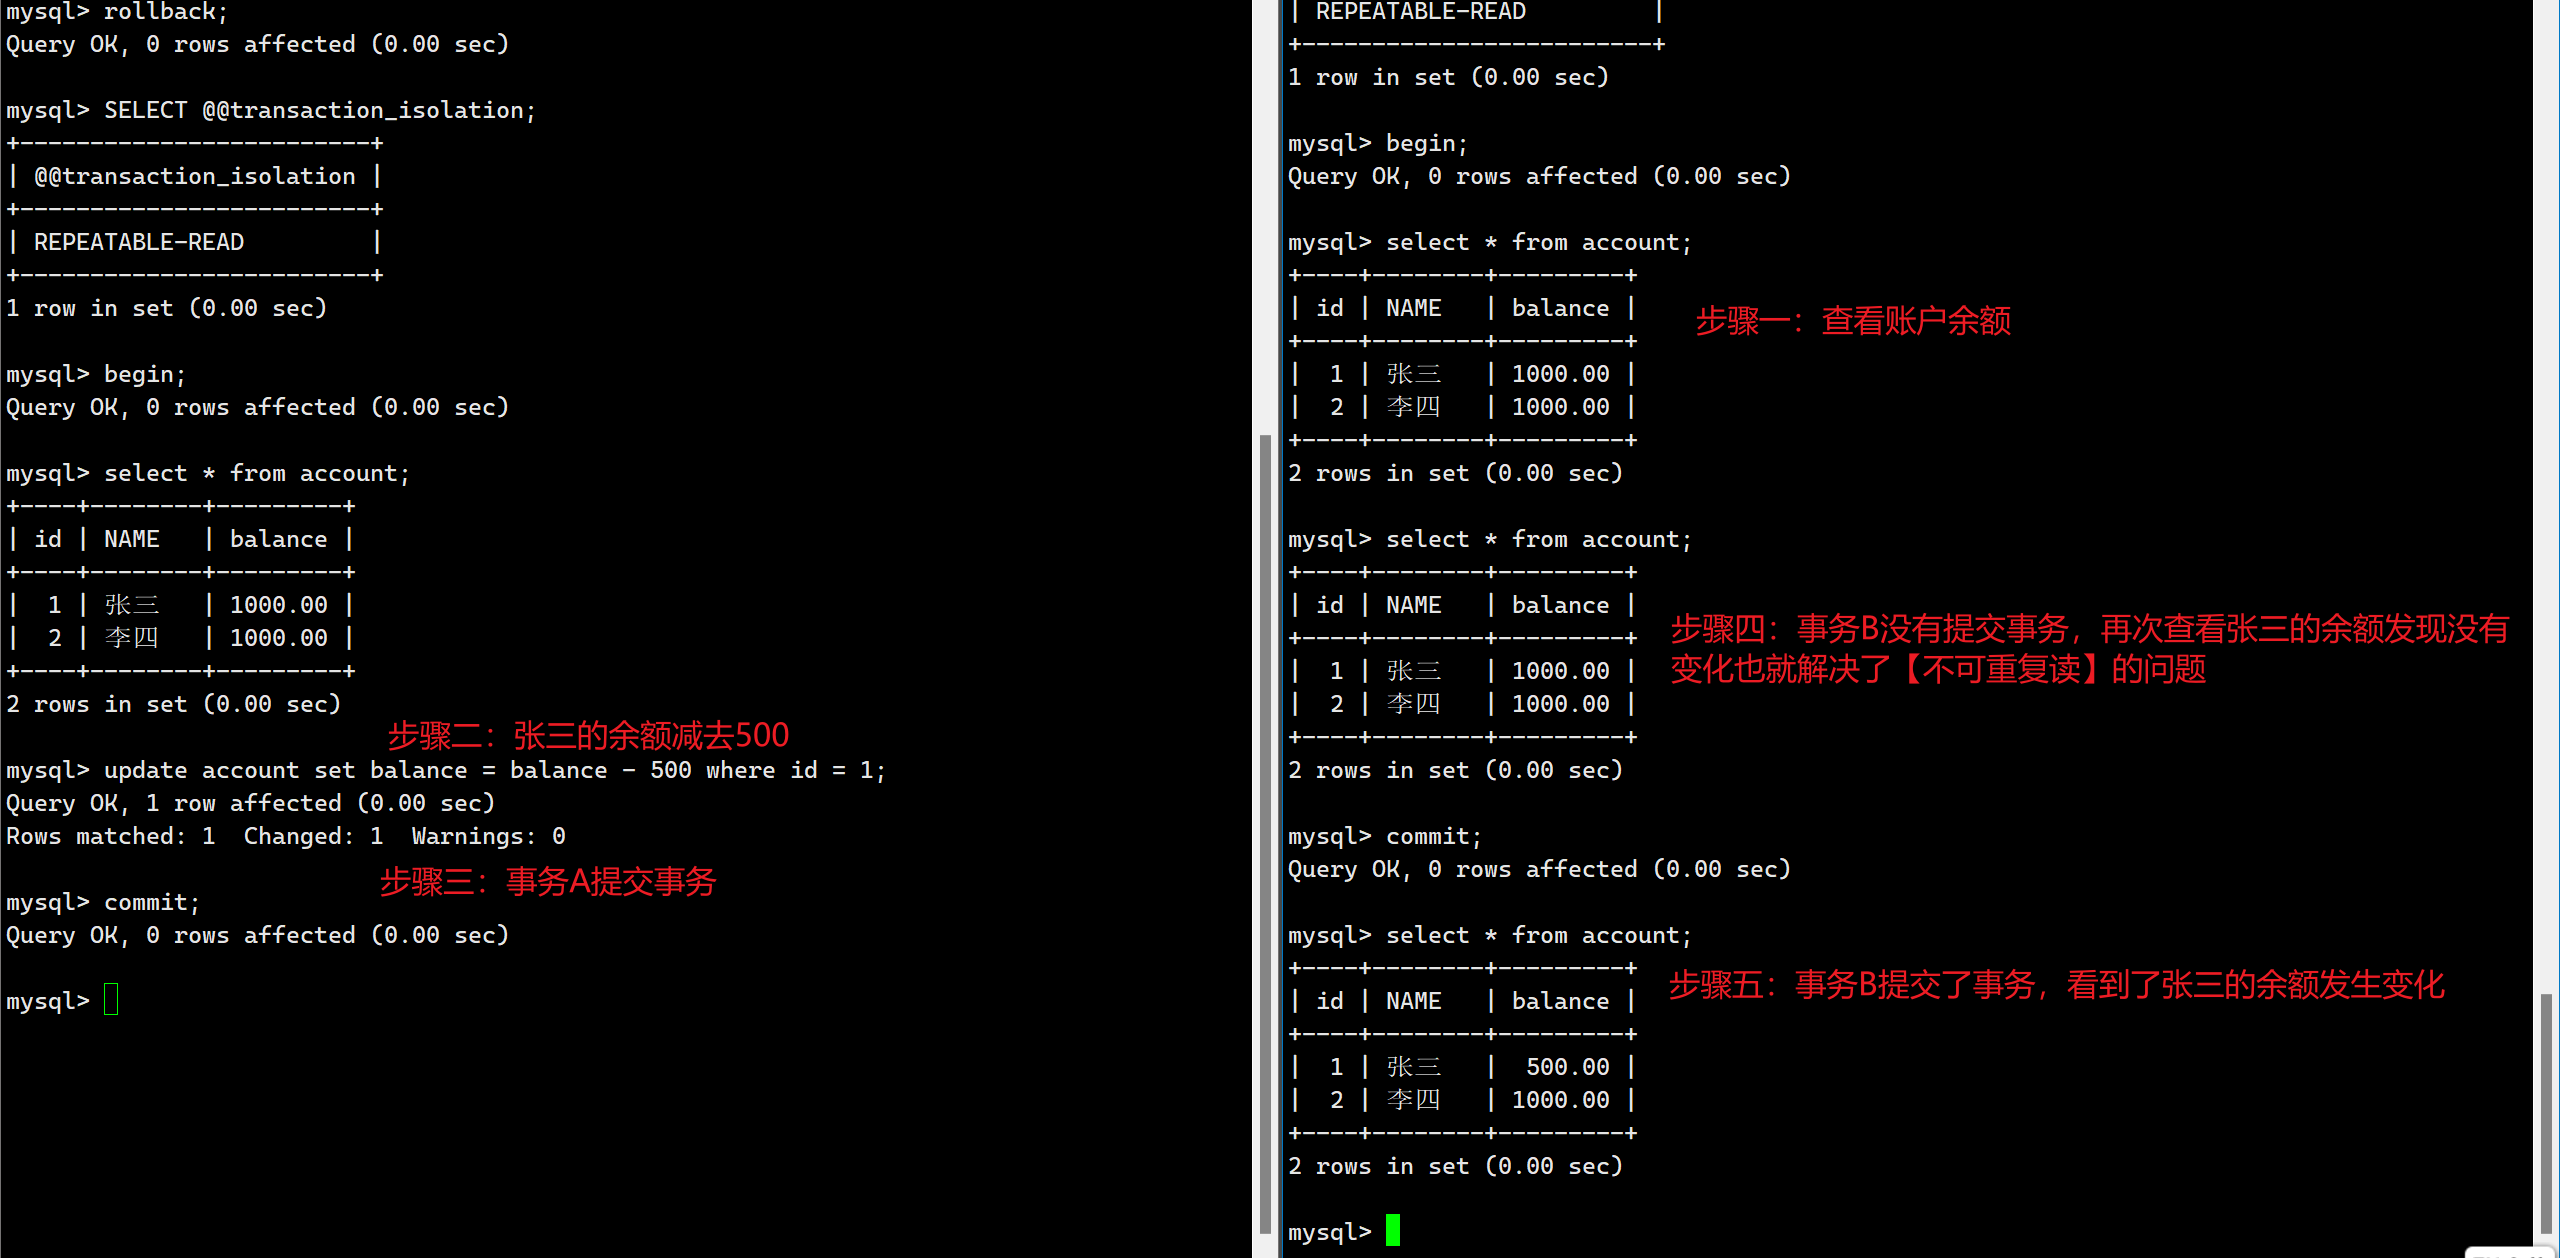 mysql> rollback;
Query OK, 0 rows affected (0.00 sec)
mysql> SELECT @@transaction_isolation;
+-------------------------+
| @@transaction_isolation |
+-------------------------+
| REPEATABLE-READ         |
+-------------------------+
1 row in set (0.00 sec)
mysql> begin;
Query OK, 0 rows affected (0.00 sec)
mysql> select * from account;
+----+--------+---------+
| id | NAME   | balance |
+----+--------+---------+
|  1 | 张三   | 1000.00 |
|  2 | 李四   | 1000.00 |
+----+--------+---------+
2 rows in set (0.00 sec)
步骤二：张三的余额减去500
mysql> update account set balance = balance - 500 where id = 1;
Query OK, 1 row affected (0.00 sec)
Rows matched: 1  Changed: 1  Warnings: 0
步骤三：事务A提交事务
mysql> commit;
Query OK, 0 rows affected (0.00 sec)
mysql>
| REPEATABLE-READ         |
+-------------------------+
1 row in set (0.00 sec)
mysql> begin;
Query OK, 0 rows affected (0.00 sec)
mysql> select * from account;
+----+--------+---------+
| id | NAME   | balance |
步骤一：查看账户余额
+----+--------+---------+
|  1 | 张三   | 1000.00 |
|  2 | 李四   | 1000.00 |
+----+--------+---------+
2 rows in set (0.00 sec)
mysql> select * from account;
+----+--------+---------+
| id | NAME   | balance |
+----+--------+---------+
步骤四：事务B没有提交事务，再次查看张三的余额发现没有
变化也就解决了【不可重复读】的问题
|  1 | 张三   | 1000.00 |
|  2 | 李四   | 1000.00 |
+----+--------+---------+
2 rows in set (0.00 sec)
mysql> commit;
Query OK, 0 rows affected (0.00 sec)
mysql> select * from account;
+----+--------+---------+
步骤五：事务B提交了事务，看到了张三的余额发生变化
| id | NAME   | balance |
+----+--------+---------+
|  1 | 张三   |  500.00 |
|  2 | 李四   | 1000.00 |
+----+--------+---------+
2 rows in set (0.00 sec)
mysql>